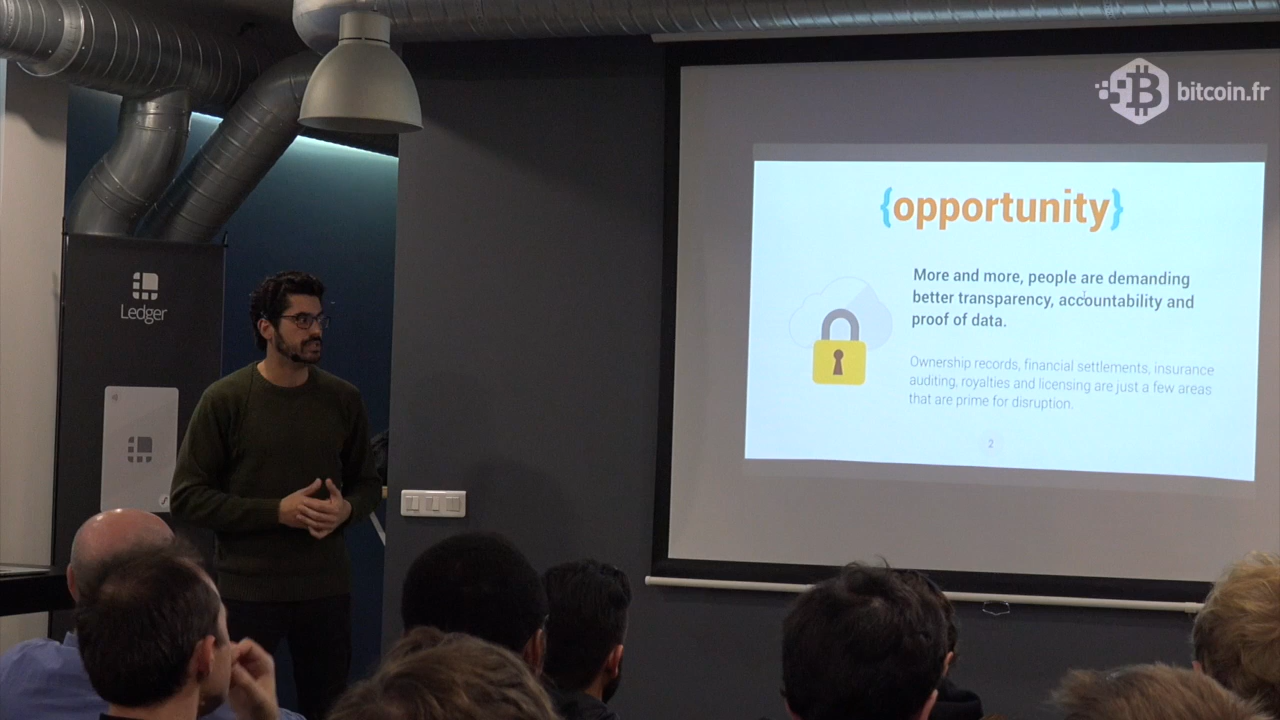 bitcoin.fr
{opportunity}
More and more, people are demanding
better transparency, accountability and
proof of data.
Ownership records, financial settlements, insurance
auditing, royalties and licensing are just a few areas
that are prime for disruption.
2
Ledger